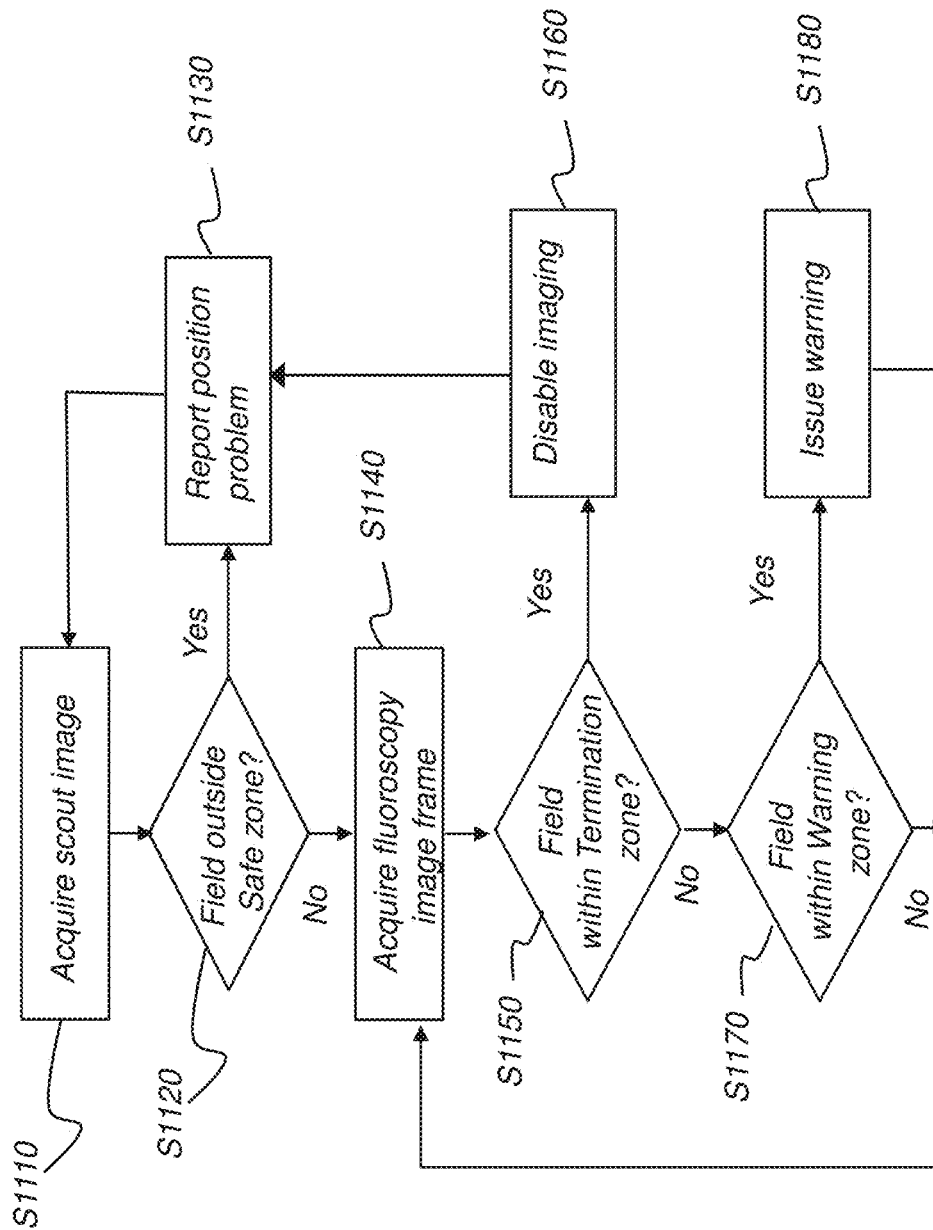 S1110
Acquire scout image
S1120
Field outside
Safe zone?
Yes
Report position
problem
S1130
No
S1140
Acquire fluoroscopy
image frame
S1150
Field
within Termination
zone?
Yes
Disable imaging
S1160
No
S1170
Field
within Warning
zone?
Yes
Issue warning
S1180
No